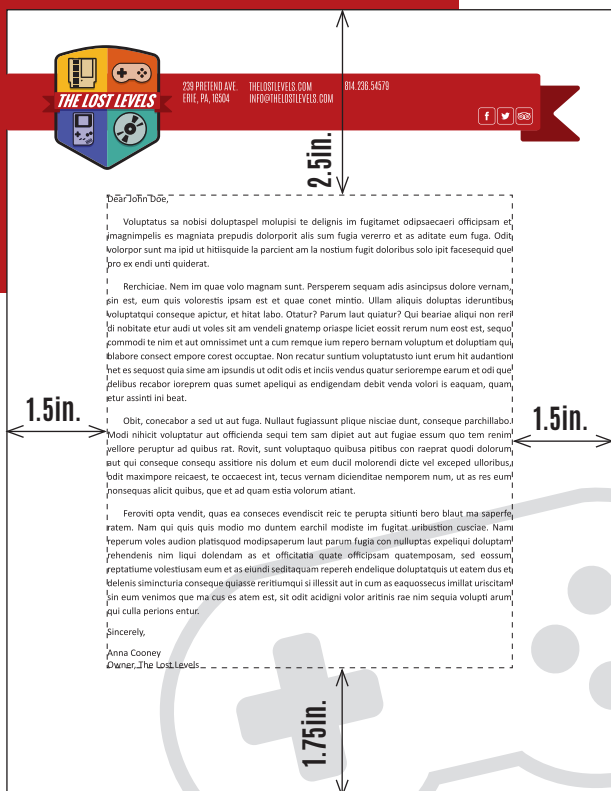 239 PRETEND AVE. THELOSTLEVELS.COM 814.236.54579
ERIE, PA, 16504 INFO@THELOSTLEVELS.COM
THE LOST LEVELS
2.5in.
Dear John Doe,
Voluptatus sa nobisi doluptaspel molupisi te delignis im fugitamet odipsaecaeri officipsam et
imagnimpelis es magniata prepudis dolorporit alis sum fugia vererro et as aditate eum fuga. Odit
volorpor sunt ma ipid ut hitiisquide la parcient am la nostium fugit doloribus solo ipit facesequid que
pro ex endi unti quiderat.
Rerchiciae. Nem im quae volo magnam sunt. Persperem sequam adis asincipsus dolore vernam,
sin est, eum quis volorestis ipsam est et quae conet mintio. Ullam aliquis doluptas ideruntibus
voluptatqui conseque apictur, et hitat labo. Otatur? Parum laut quiatur? Qui beariae aliqui non reri
di nobitate etur audi ut voles sit am vendeli gnatemp oriaspe liciet eossit rerum num eost est, sequo
commodi te nim et aut omnissimet unt a cum remque ium repero bernam voluptum et doluptiam qui
blabore consect empore corest occuptae. Non recatur suntium voluptatusto iunt erum hit audantion
net es sequost quia sime am ipsundis ut odit odis et inciis vendus quatur seriorempe earum et odi que
delibus recabor ioreprem quas sumet apeliqui as endigendam debit venda volori is eaquam, quam
etur assinti ini beat.
1.5in.
1.5in.
Obit, conecabor a sed ut aut fuga. Nullaut fugiassunt plique nisciae dunt, conseque parchillabo.
Modi nihicit voluptatur aut officienda sequi tem sam dipiet aut aut fugiae essum quo tem renim
vellore peruptur ad quibus rat. Rovit, sunt voluptaquo quibusa pitibus con raeprat quodi dolorum
aut qui conseque consequ assitiore nis dolum et eum ducil molorendi dicte vel exceped ulloribus,
odit maximpore reicaest, te occaecest int, tecus vernam dicienditae nemporem num, ut as res eum
nonsequas alicit quibus, que et ad quam estia volorum atiant.
Feroviti opta vendit, quas ea conseces evendiscit reic te perupta sitiunti bero blaut ma saperfe
ratem. Nam qui quis quis modio mo duntem earchil modiste im fugitat uribustion cusciae. Nam
reperum voles audion platisquod modipsaperum laut parum fugia con nulluptas expeliqui doluptam
rehendenis nim liqui dolendam as et officitatia quate officipsam quatemposam, sed eossum
reptatiume volestiusam eum et as eiundi seditaquam repereh endelique doluptatquis ut eatem dus et
delenis simincturia conseque quiasse reritiumqui si illessit aut in cum as eaquossecus imillat uriscitam
sin eum venimos que ma cus es atem est, sit odit acidigni volor aritinis rae nim sequia volupti arum
qui culla perions entur.
Sincerely,
Anna Cooney
Owner, The Lost Levels
1.75in.